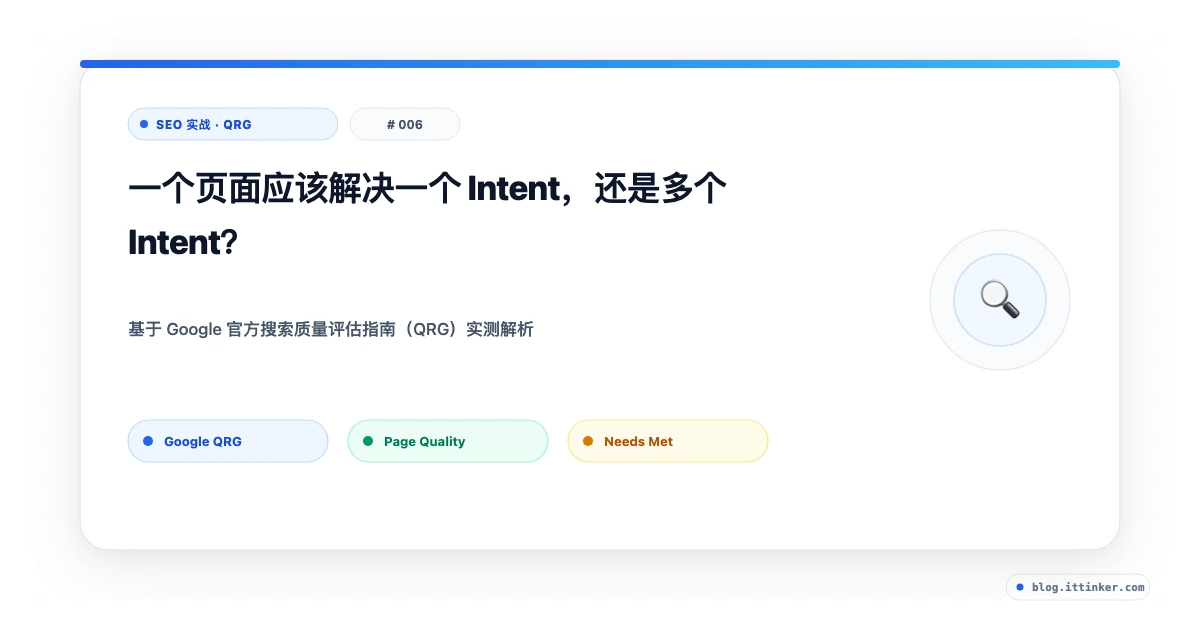 SEO 实战 · QRG
# 006
一个页面应该解决一个 Intent，还是多个
Intent？
基于 Google 官方搜索质量评估指南（QRG）实测解析
Google QRG
Page Quality
Needs Met
blog.ittinker.com